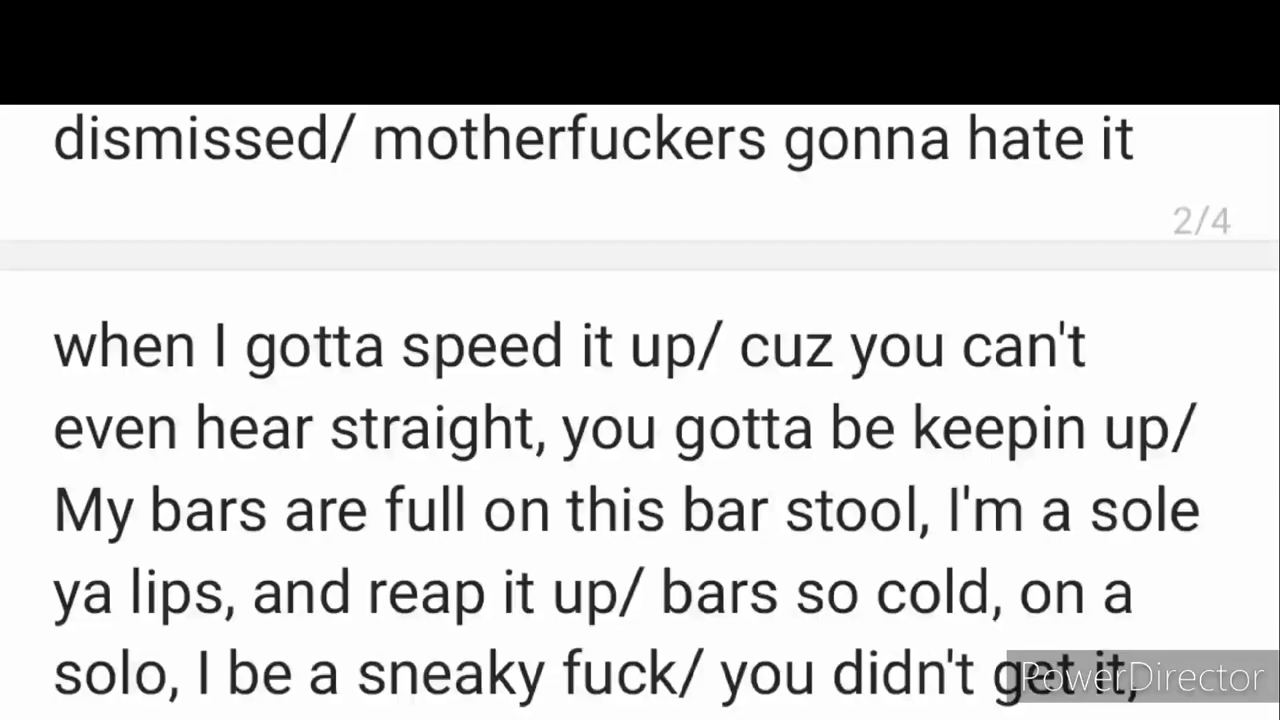 dismissed/ motherfuckers gonna hate it
2/4
when I gotta speed it up/ cuz you can't
even hear straight, you gotta be keepin up/
My bars are full on this bar stool, I'm a sole
ya lips, and reap it up/ bars so cold, on a
solo, I be a sneaky fuck/ you didn't get it,
PowerDirector